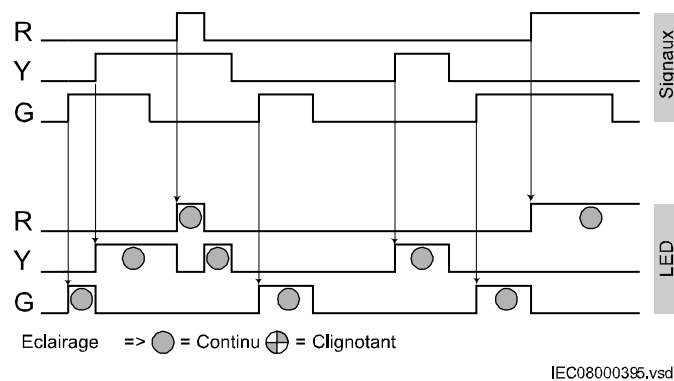 R
Y
G
Signaux
R
Y
G
LED
Eclairage => = Continu = Clignotant
IEC08000395.vsd